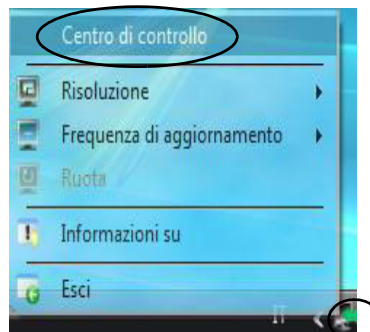 Centro di controllo
Risoluzione
Frequenza di aggiornamento
Ruota
Informazioni su
Esci
IT